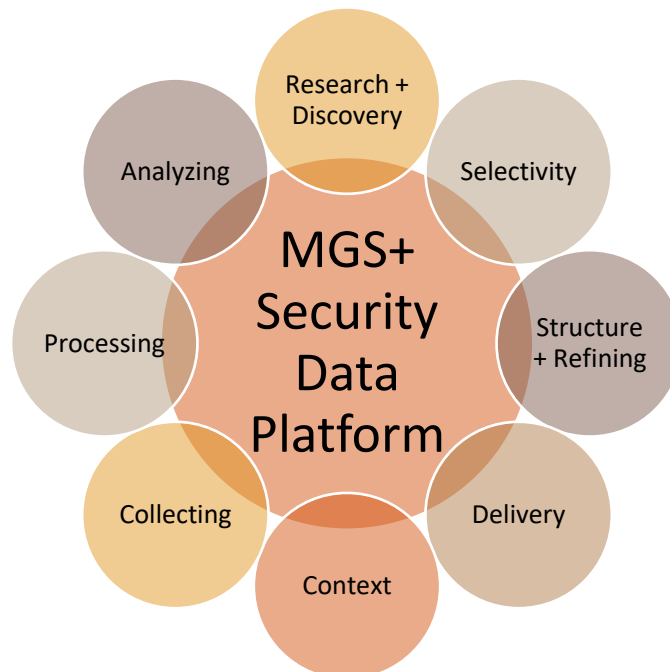 Research +
Discovery
Analyzing
Selectivity
MGS+
Security
Data
Platform
Processing
Structure
+ Refining
Collecting
Delivery
Context